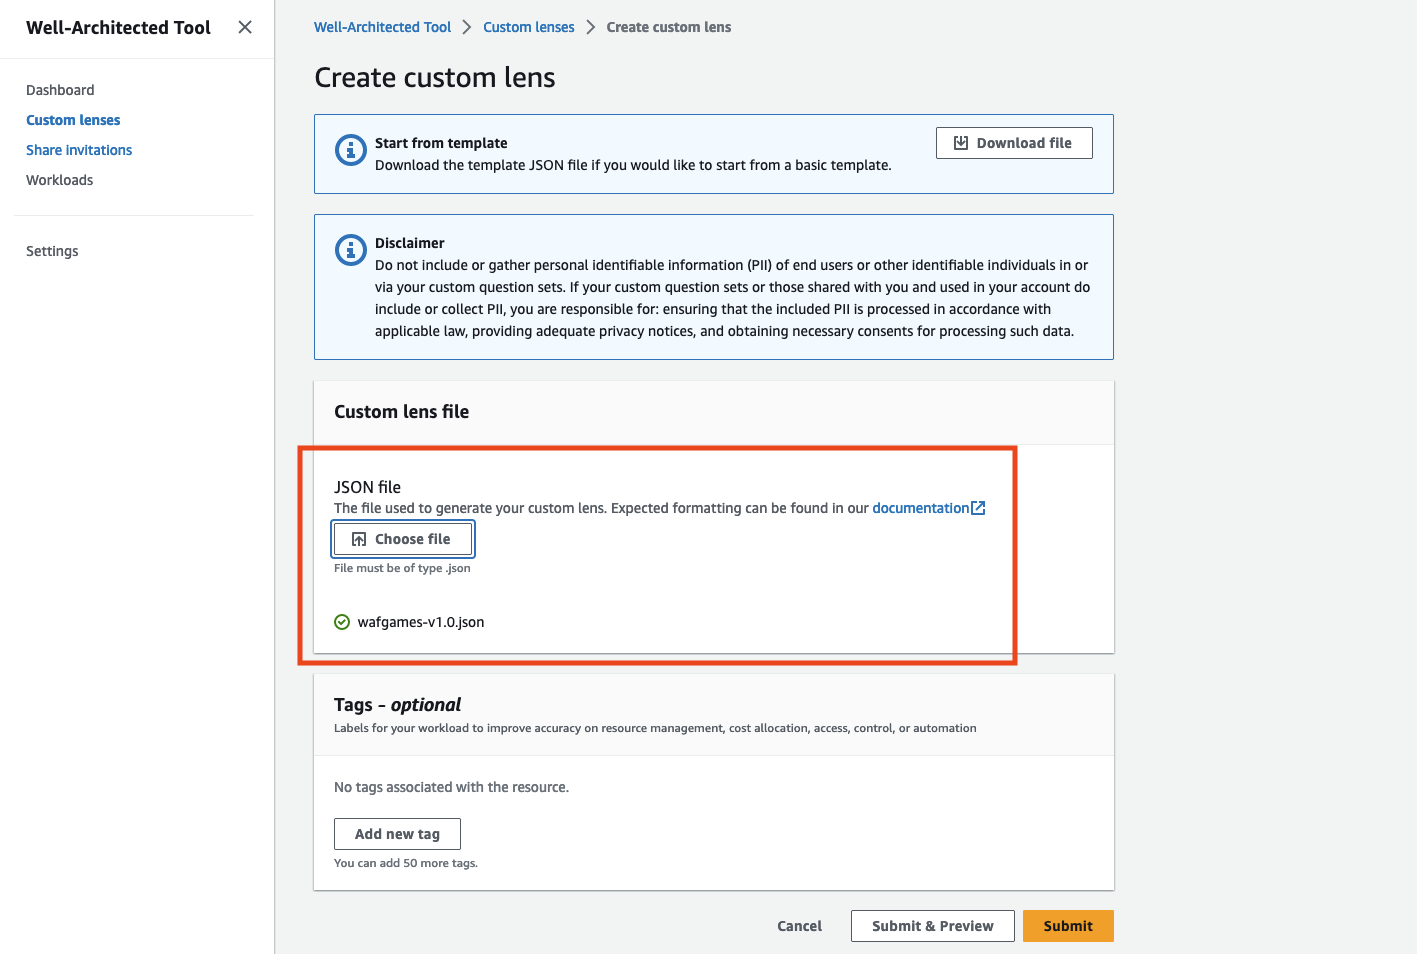 Well-Architected Tool
Dashboard
Custom lenses
Share invitations
Workloads
Settings
Well-Architected Tool > Custom lenses > Create custom lens
Create custom lens
Start from template
Download the template JSON file if you would like to start from a basic template.
Download file
Disclaimer
Do not include or gather personal identifiable information (PII) of end users or other identifiable individuals in or
via your custom question sets. If your custom question sets or those shared with you and used in your account do
include or collect PII, you are responsible for: ensuring that the included PII is processed in accordance with
applicable law, providing adequate privacy notices, and obtaining necessary consents for processing such data.
Custom lens file
JSON file
The file used to generate your custom lens. Expected formatting can be found in our documentation
Choose file
File must be of type .json
wafgames-v1.0.json
Tags - optional
Labels for your workload to improve accuracy on resource management, cost allocation, access, control, or automation
No tags associated with the resource.
Add new tag
You can add 50 more tags.
Cancel
Submit & Preview
Submit